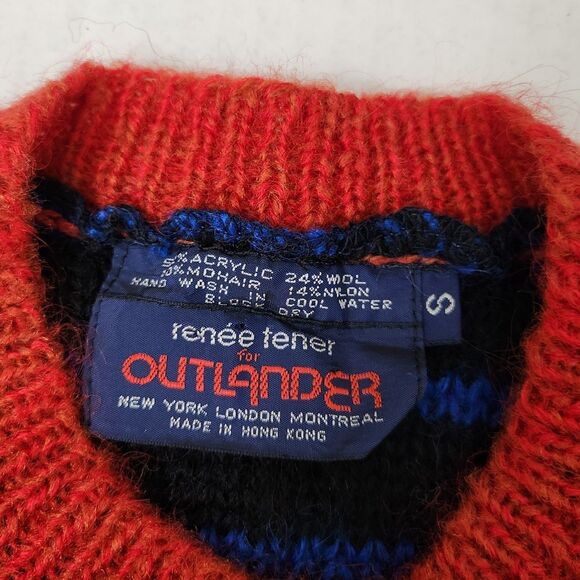 ACRYLIC 24% WOOL
10% MOHAIR 14% NYLON
HAND WASH IN COOL WATER
BLOCK DRY
S
renée tener
for
OUTLANDER
NEW YORK LONDON MONTREAL
MADE IN HONG KONG